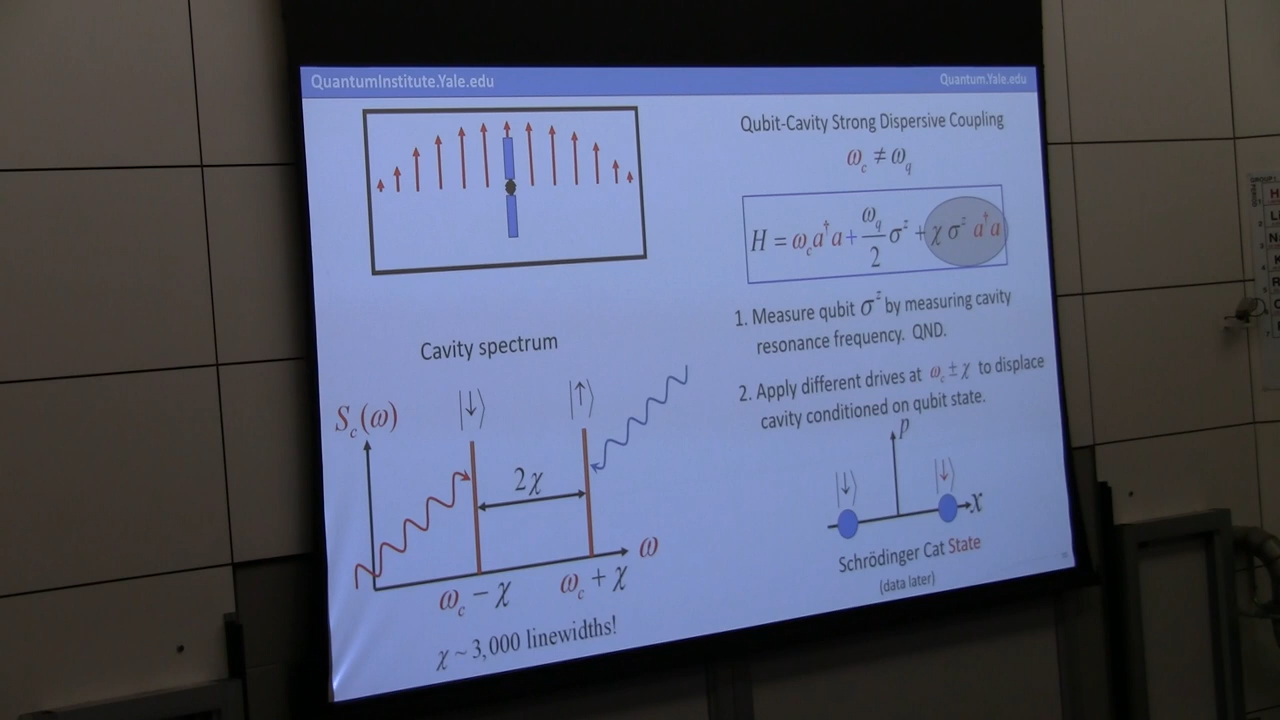 QuantumInstitute.Yale.edu
Quantum.Yale.edu
Qubit-Cavity Strong Dispersive Coupling
ω_c ≠ ω_q
H = ω_c a†a + ω_q/2 σ^z + χ σ^z a†a
1. Measure qubit σ^z by measuring cavity
resonance frequency. QND.
2. Apply different drives at ω_c ± χ to displace
cavity conditioned on qubit state.
p
|↓⟩
|↓⟩
x
Schrödinger Cat State
(data later)
Cavity spectrum
S_c(ω)
|↓⟩
|↑⟩
2χ
ω
ω_c − χ
ω_c + χ
χ ~ 3,000 linewidths!